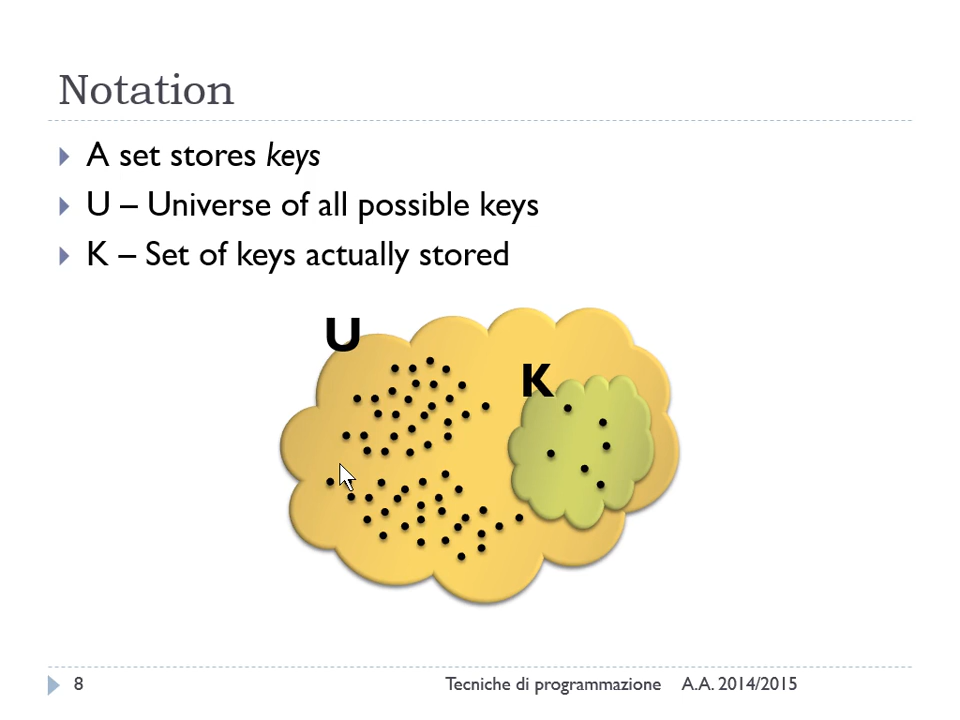 Notation
A set stores keys
U – Universe of all possible keys
K – Set of keys actually stored
U
K
8
Tecniche di programmazione A.A. 2014/2015